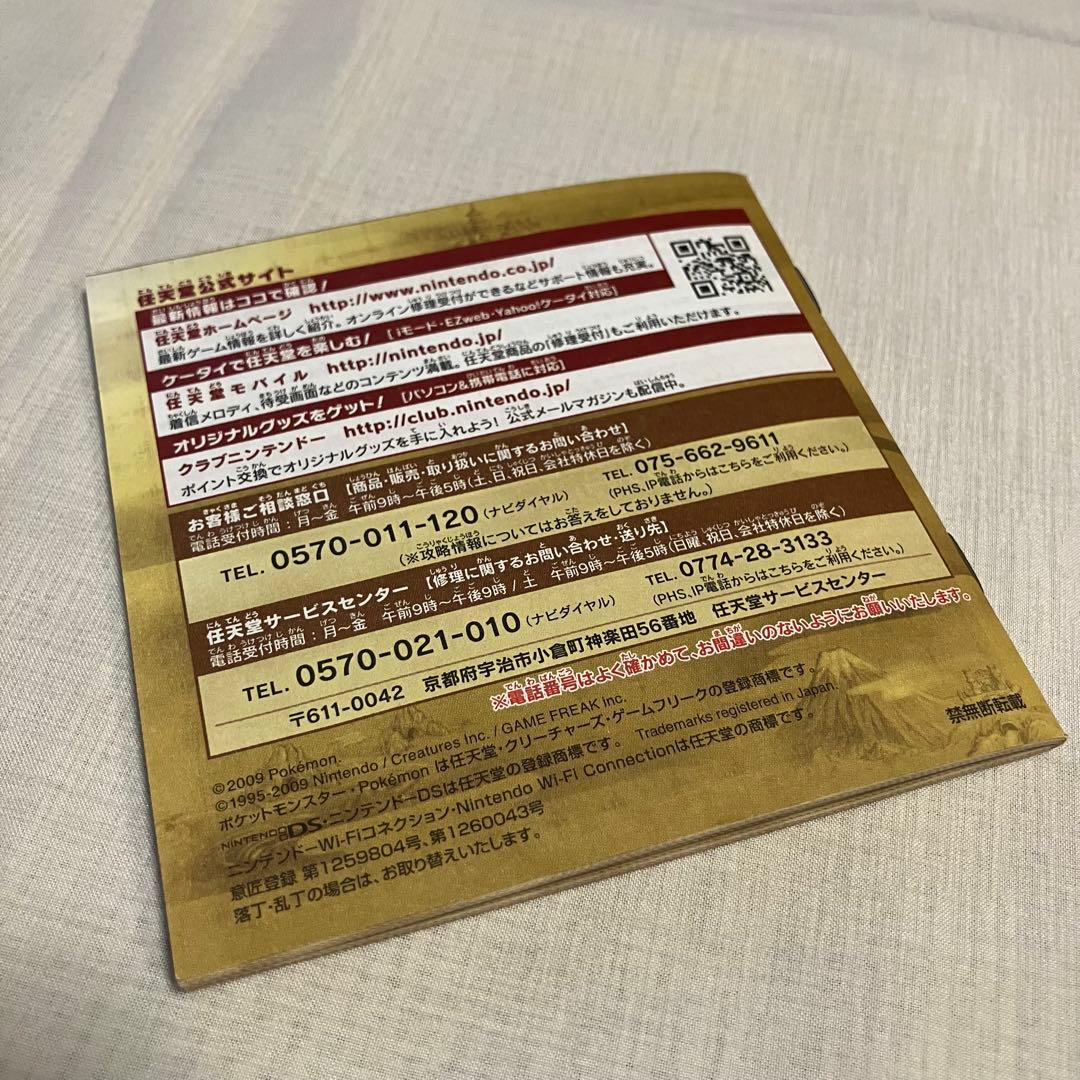 任天堂公式サイト
最新情報はココで確認!
任天堂ホームページ http://www.nintendo.co.jp/
最新ゲーム情報を詳しく紹介。オンライン修理受付ができるなどサポート情報も充実。
ケータイで任天堂を楽しむ! [iモード・EZweb・Yahoo!ケータイ対応]
任天堂モバイル http://nintendo.jp/
着信メロディ、待受画面などのコンテンツ満載。任天堂商品の「修理受付」もご利用いただけます。
オリジナルグッズをゲット! [パソコン&携帯電話に対応]
クラブニンテンドー http://club.nintendo.jp/
ポイント交換でオリジナルグッズを手に入れよう! 公式メールマガジンも配信中。
お客様ご相談窓口 [商品・販売・取り扱いに関するお問い合わせ]
電話受付時間:月~金 午前9時~午後5時(土、日、祝日、会社特休日を除く)
TEL. 0570-011-120 (ナビダイヤル) TEL. 075-662-9611
(PHS、IP電話からはこちらをご利用ください。)
(※攻略情報についてはお答えをしておりません。)
任天堂サービスセンター [修理に関するお問い合わせ・送り先]
電話受付時間:月~金 午前9時~午後9時 / 土 午前9時~午後5時(日曜、祝日、会社特休日を除く)
TEL. 0570-021-010 (ナビダイヤル) TEL. 0774-28-3133
(PHS、IP電話からはこちらをご利用ください。)
〒611-0042 京都府宇治市小倉町神楽田56番地 任天堂サービスセンター
※電話番号はよく確かめて、お間違いのないようにお願いいたします。
©2009 Pokémon.
©1995-2009 Nintendo / Creatures Inc. / GAME FREAK inc.
ポケットモンスター・Pokémon は任天堂・クリーチャーズ・ゲームフリークの登録商標です。
NINTENDO DS・ニンテンドーDSは任天堂の登録商標です。 Trademarks registered in Japan.
ニンテンドーWi-Fiコネクション・Nintendo Wi-Fi Connectionは任天堂の商標です。
意匠登録 第1259804号、第1260043号
落丁・乱丁の場合は、お取り替えいたします。
禁無断転載